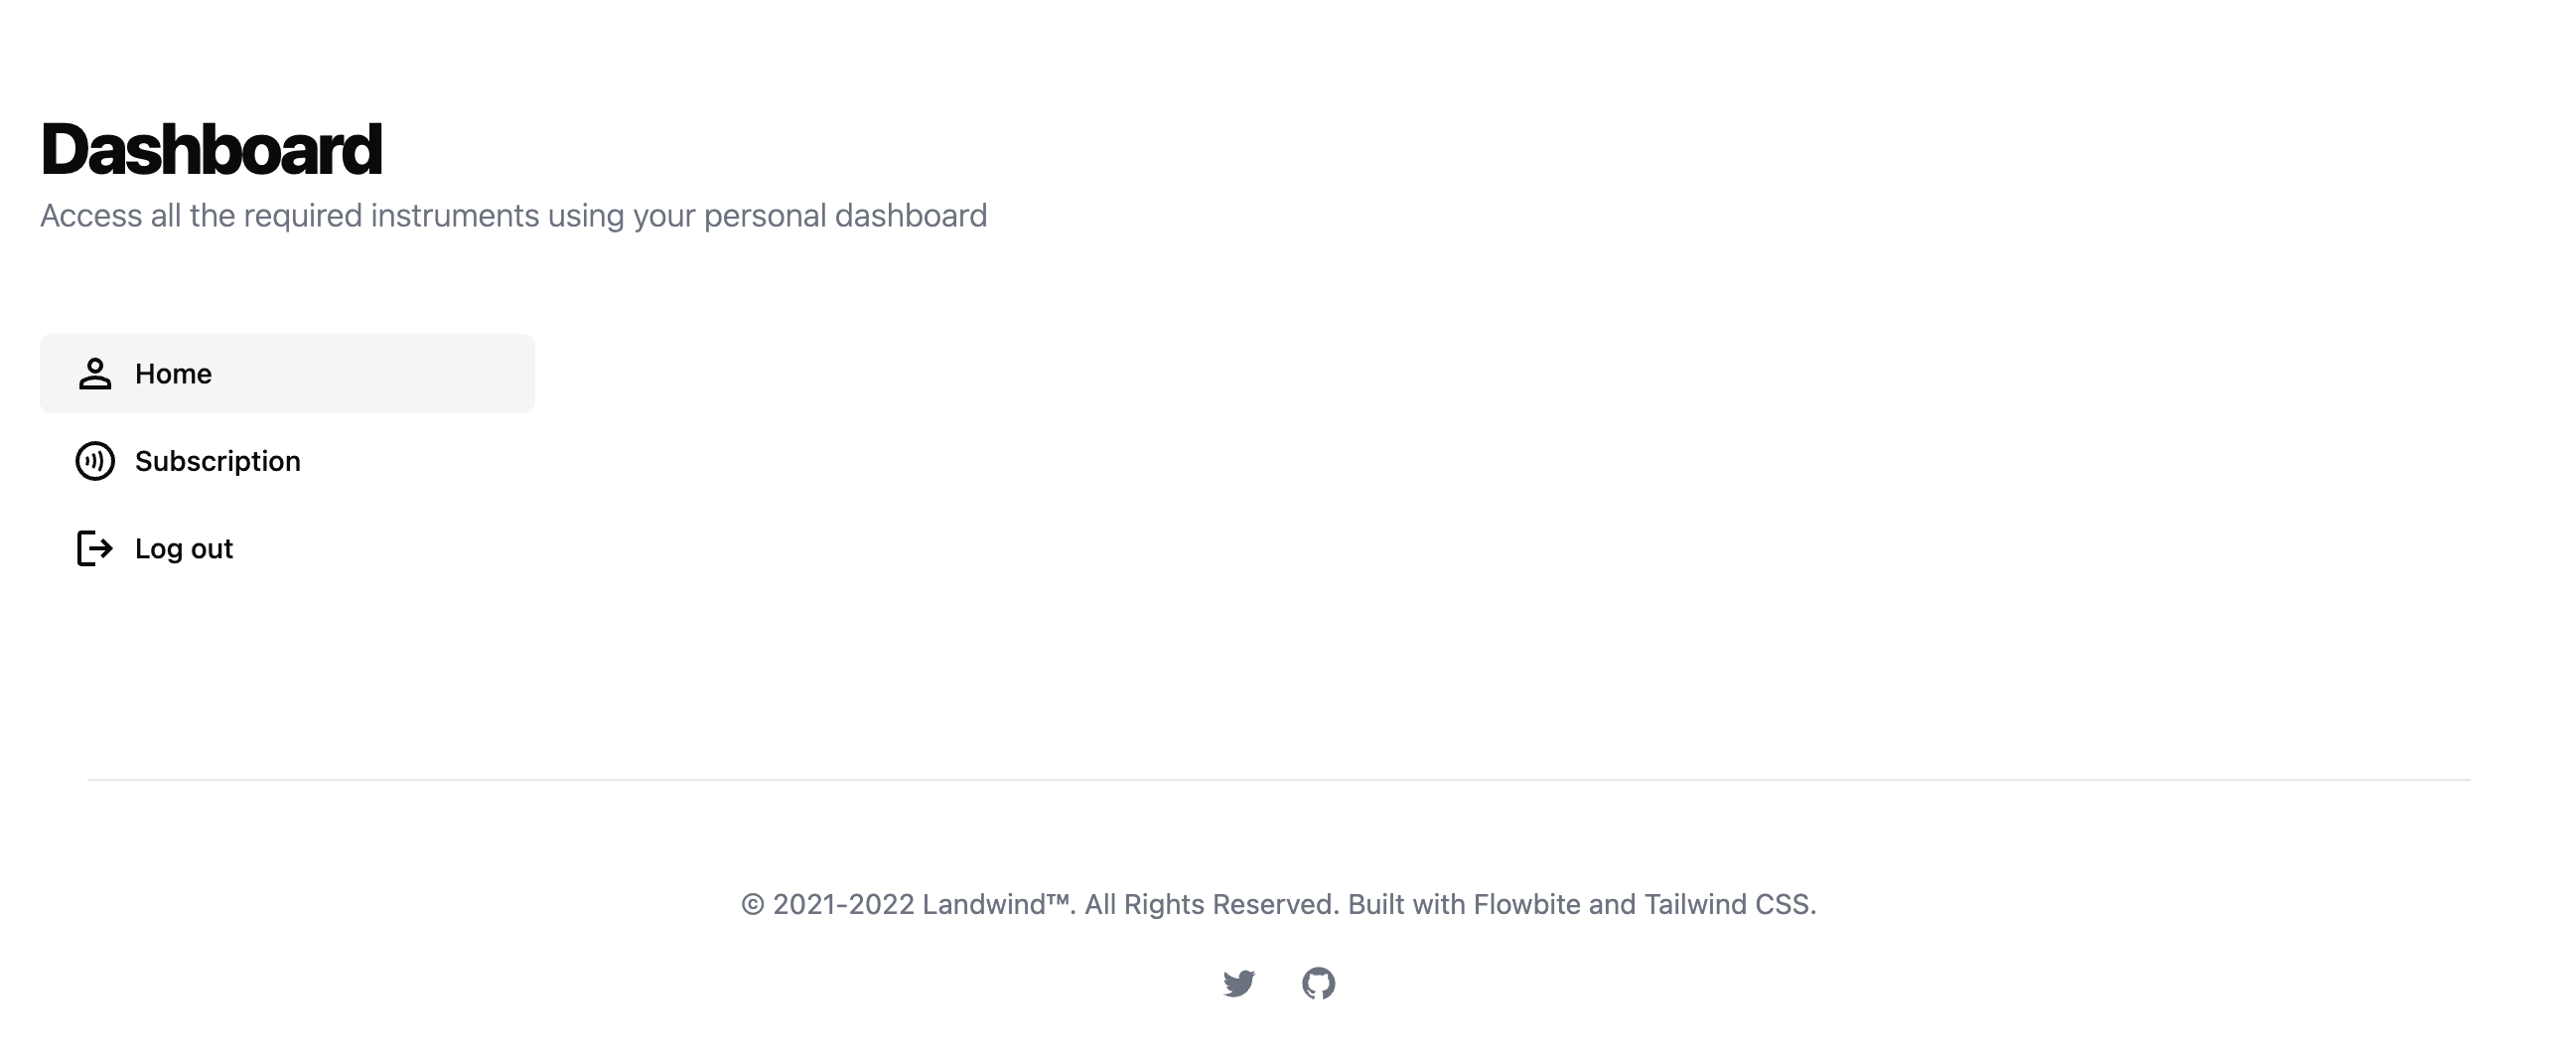 Dashboard
Access all the required instruments using your personal dashboard
Home
Subscription
Log out
© 2021-2022 Landwind™. All Rights Reserved. Built with Flowbite and Tailwind CSS.